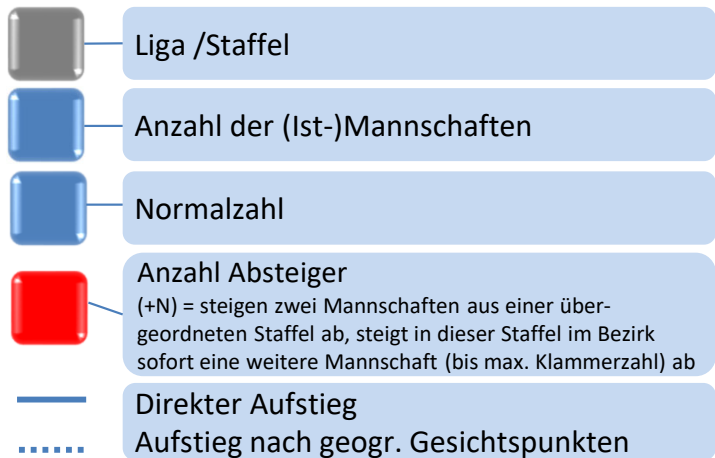 Liga /Staffel
Anzahl der (Ist-)Mannschaften
Normalzahl
Anzahl Absteiger
(+N) = steigen zwei Mannschaften aus einer über-
geordneten Staffel ab, steigt in dieser Staffel im Bezirk
sofort eine weitere Mannschaft (bis max. Klammerzahl) ab
Direkter Aufstieg
Aufstieg nach geogr. Gesichtspunkten